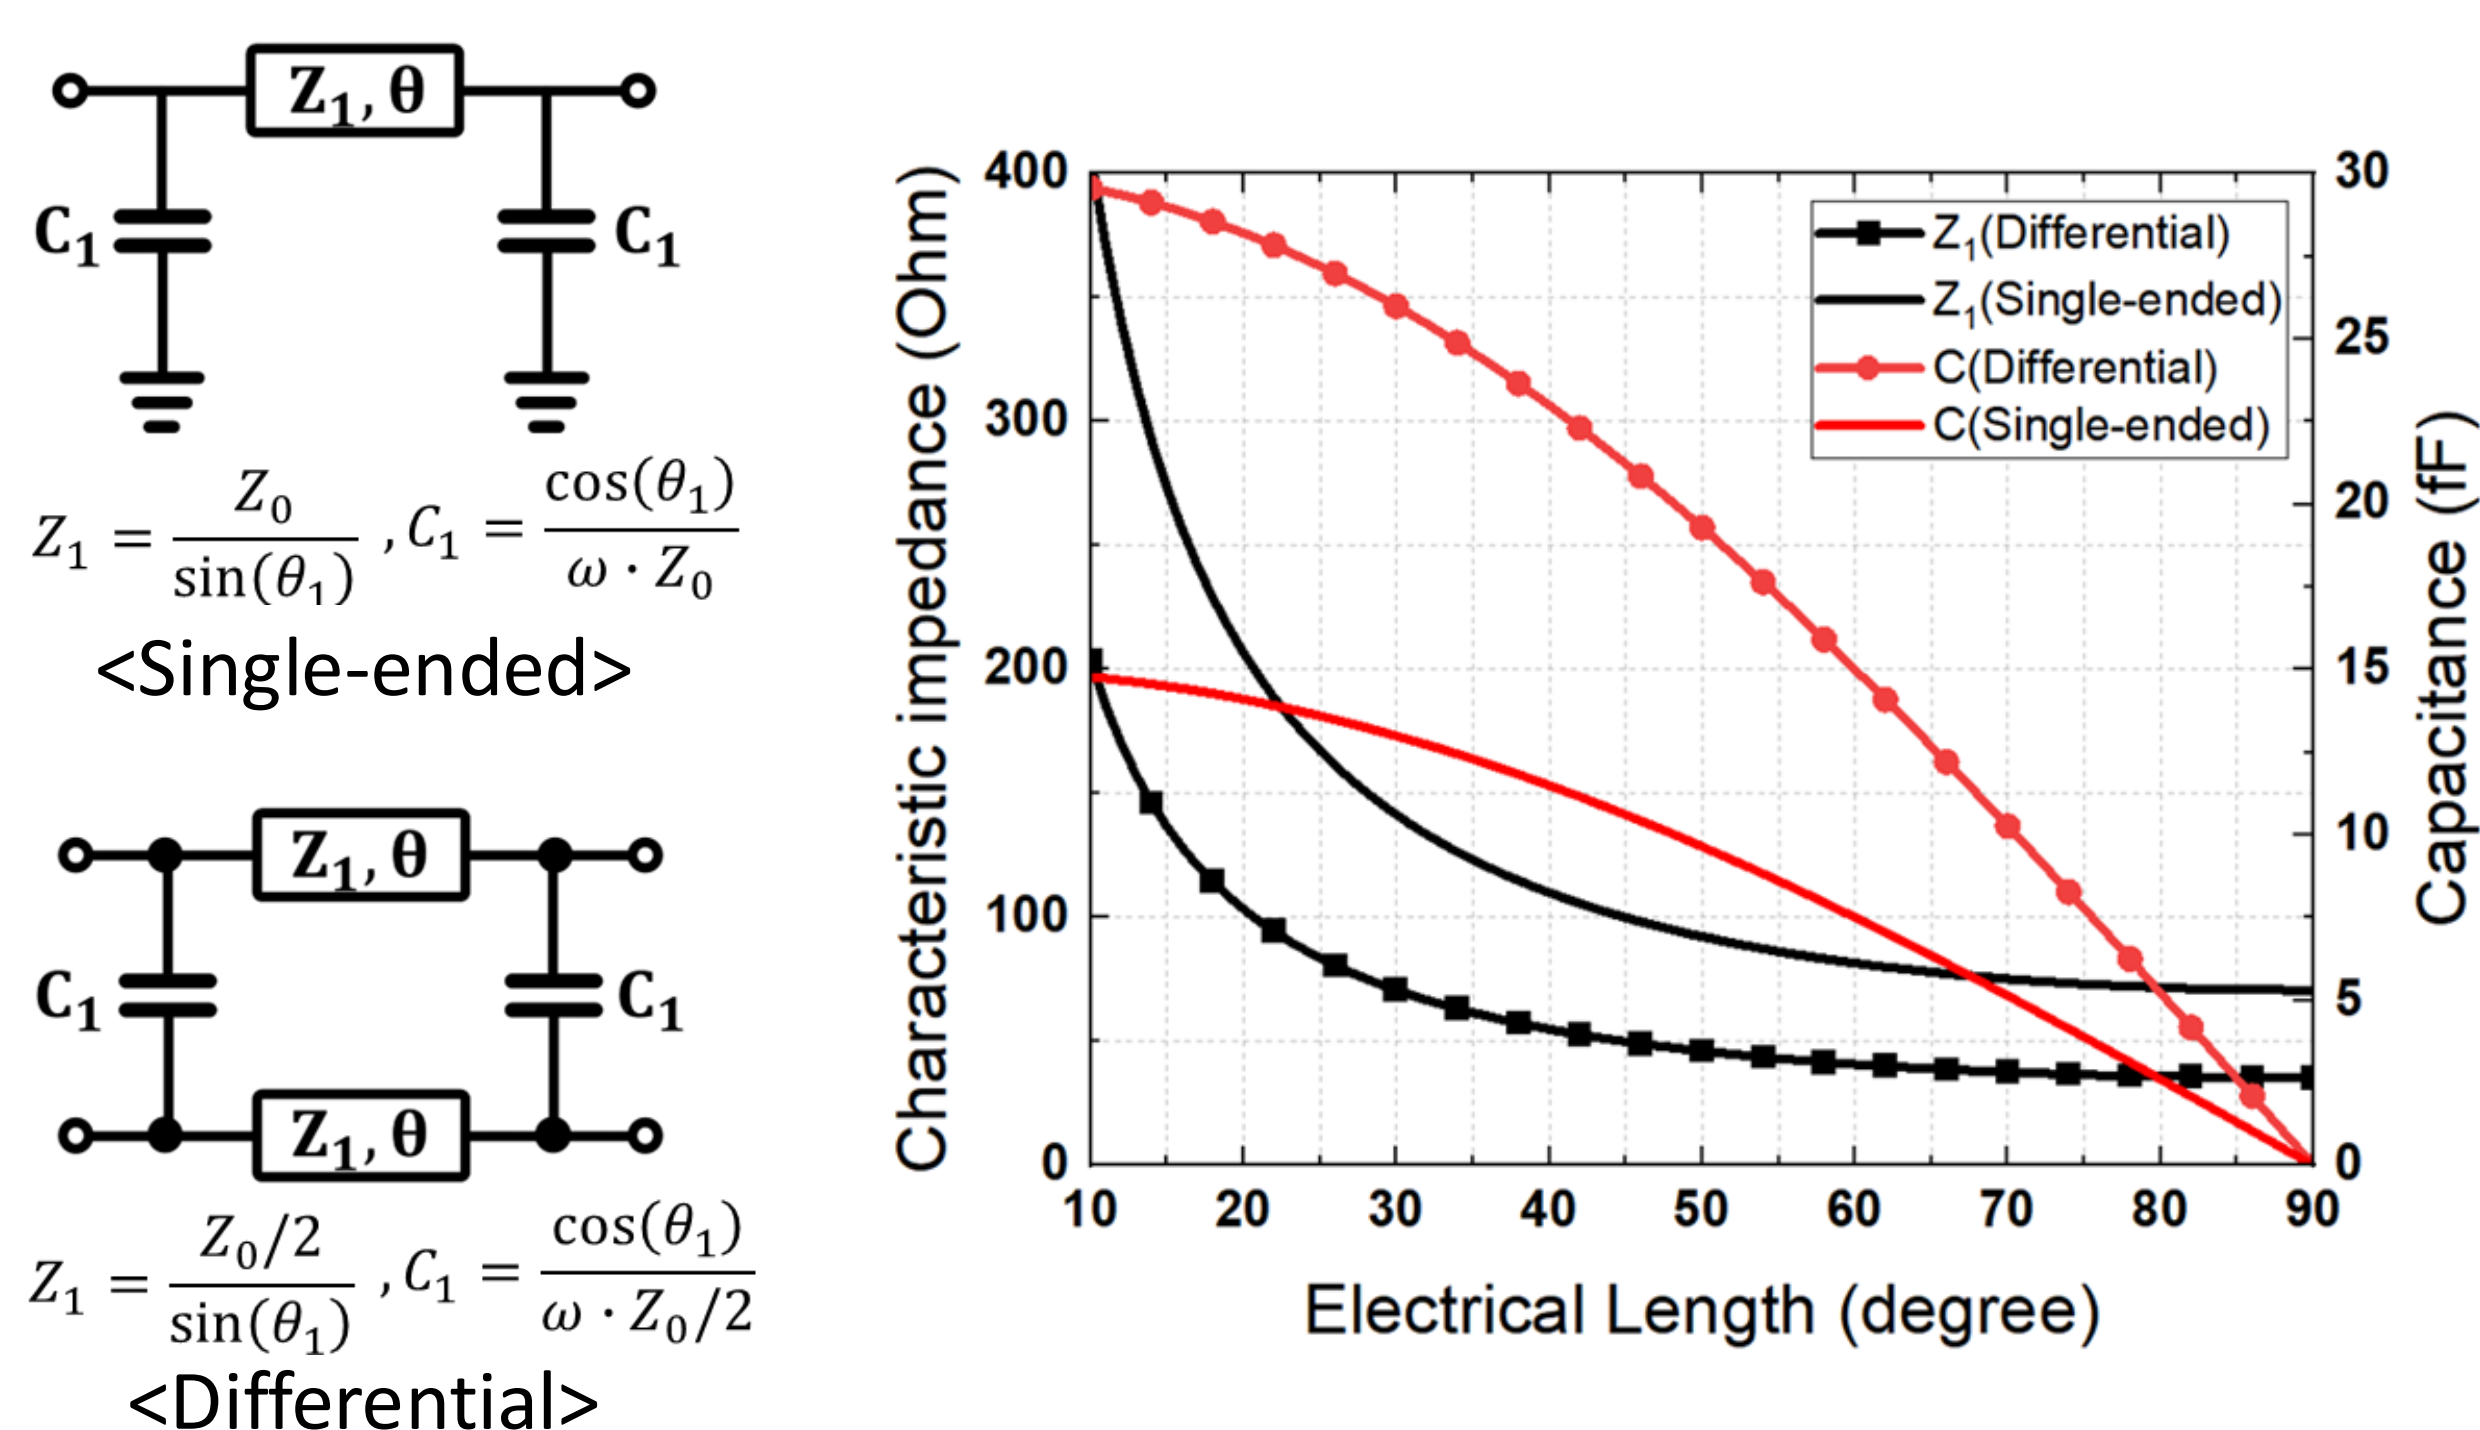 Z₁, θ
C₁ C₁
Z₁ = Z₀ / sin(θ₁) , C₁ = cos(θ₁) / ω · Z₀
<Single-ended>
Z₁, θ
C₁ C₁
Z₁, θ
Z₁ = Z₀/2 / sin(θ₁) , C₁ = cos(θ₁) / ω · Z₀/2
<Differential>
Characteristic impedance (Ohm)
400
300
200
100
0
Z₁(Differential)
Z₁(Single-ended)
C(Differential)
C(Single-ended)
30
25
20
15
10
5
0
Capacitance (fF)
10 20 30 40 50 60 70 80 90
Electrical Length (degree)